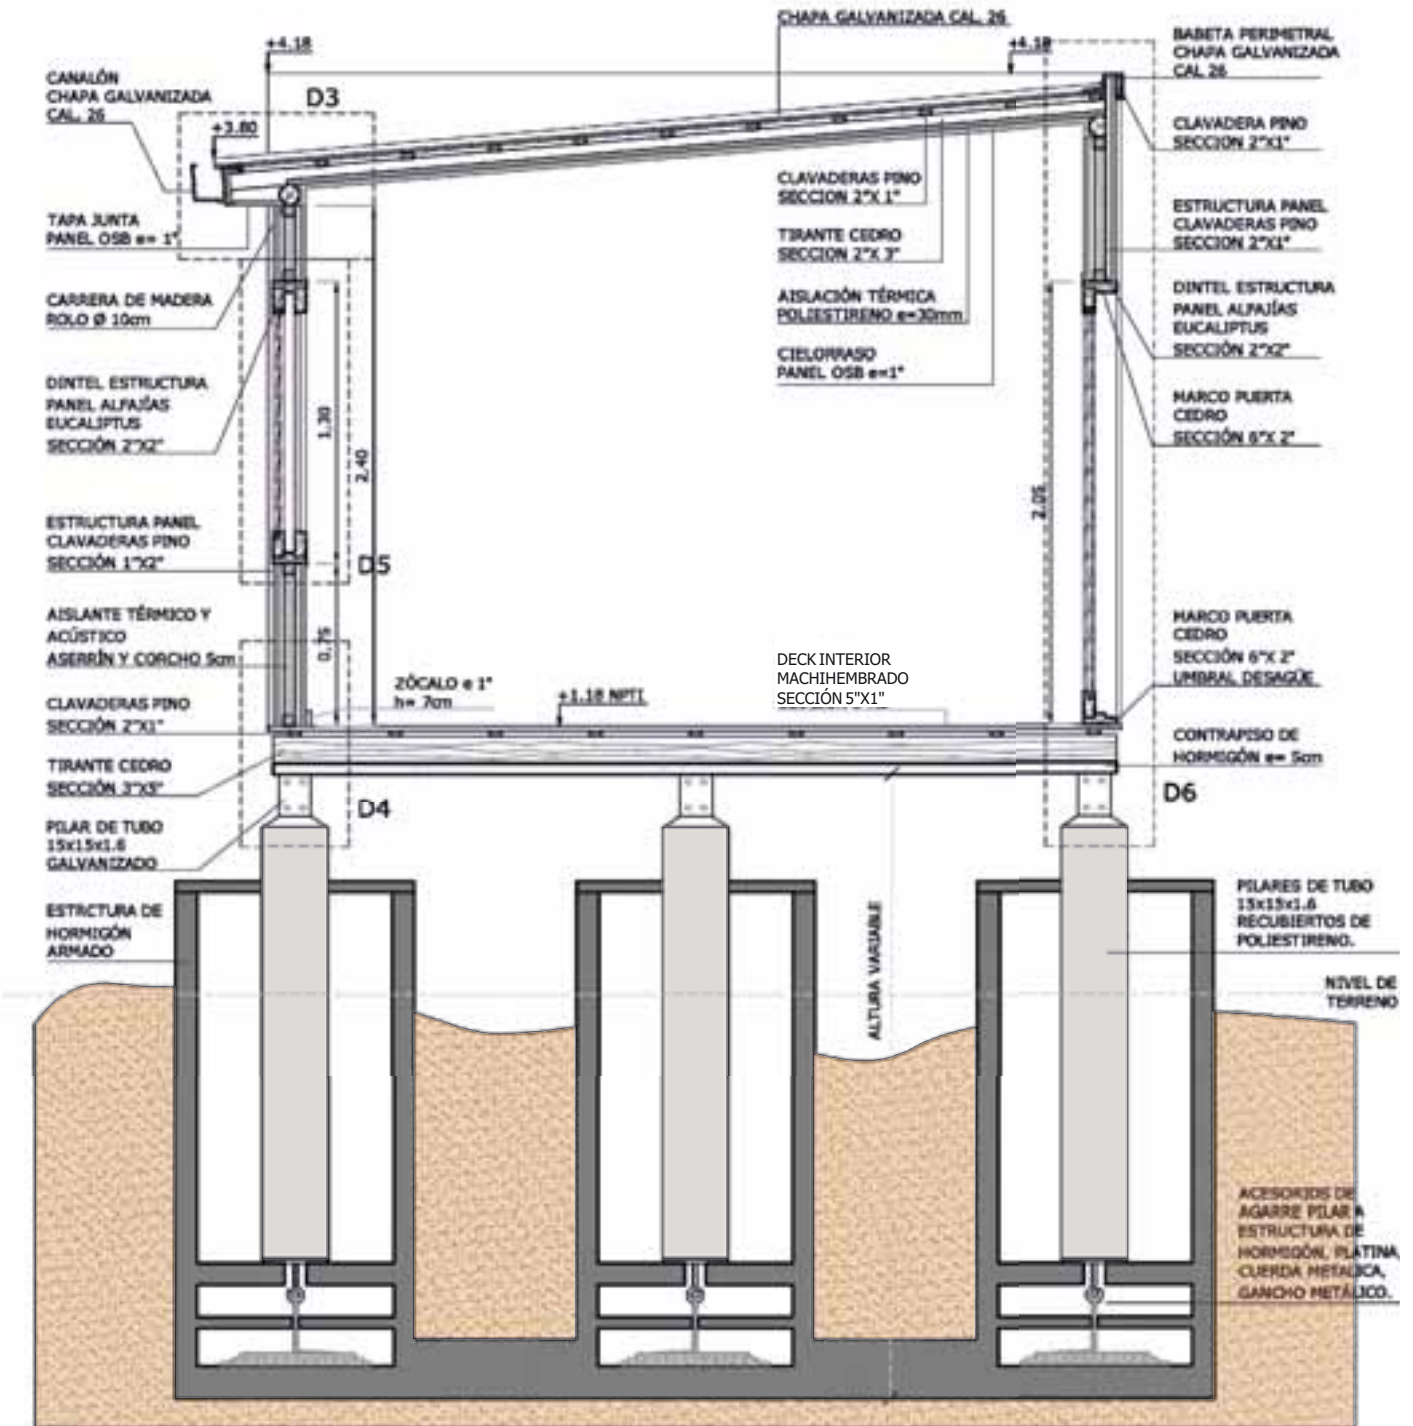 CHAPA GALVANIZADA CAL. 26
+4.18
+4.18
D3
+3.80
CANALÓN
CHAPA GALVANIZADA
CAL. 26
TAPA JUNTA
PANEL OSB e= 1"
CARRERA DE MADERA
ROLO Ø 10cm
DINTEL ESTRUCTURA
PANEL ALFAJÍAS
EUCALIPTUS
SECCIÓN 2"X2"
ESTRUCTURA PANEL
CLAVADERAS PINO
SECCIÓN 1"X2"
AISLANTE TÉRMICO Y
ACÚSTICO
ASERRÍN Y CORCHO 5cm
CLAVADERAS PINO
SECCIÓN 2"X1"
TIRANTE CEDRO
SECCIÓN 3"X5"
PILAR DE TUBO
15x15x1.6
GALVANIZADO
ESTRCTURA DE
HORMIGÓN
ARMADO
CLAVADERAS PINO
SECCION 2"X 1"
TIRANTE CEDRO
SECCION 2"X 3"
AISLACIÓN TÉRMICA
POLIESTIRENO e=30mm
CIELORRASO
PANEL OSB e=1"
1,30
2,40
0,75
2,05
D5
ZÓCALO e 1"
h= 7cm
+1.18 NPTI
DECK INTERIOR
MACHIHEMBRADO
SECCIÓN 5"X1"
D4
D6
ALTURA VARIABLE
BABETA PERIMETRAL
CHAPA GALVANIZADA
CAL 26
CLAVADERA PINO
SECCION 2"X1"
ESTRUCTURA PANEL
CLAVADERAS PINO
SECCION 2"X1"
DINTEL ESTRUCTURA
PANEL ALFAJÍAS
EUCALIPTUS
SECCIÓN 2"X2"
MARCO PUERTA
CEDRO
SECCIÓN 6"X 2"
MARCO PUERTA
CEDRO
SECCIÓN 6"X 2"
UMBRAL DESAGÜE
CONTRAPISO DE
HORMIGÓN e= 5cm
PILARES DE TUBO
15x15x1.6
RECUBIERTOS DE
POLIESTIRENO.
NIVEL DE
TERRENO
ACESORIOS DE
AGARRE PILAR A
ESTRUCTURA DE
HORMIGÓN. PLATINA,
CUERDA METALICA,
GANCHO METÁLICO.